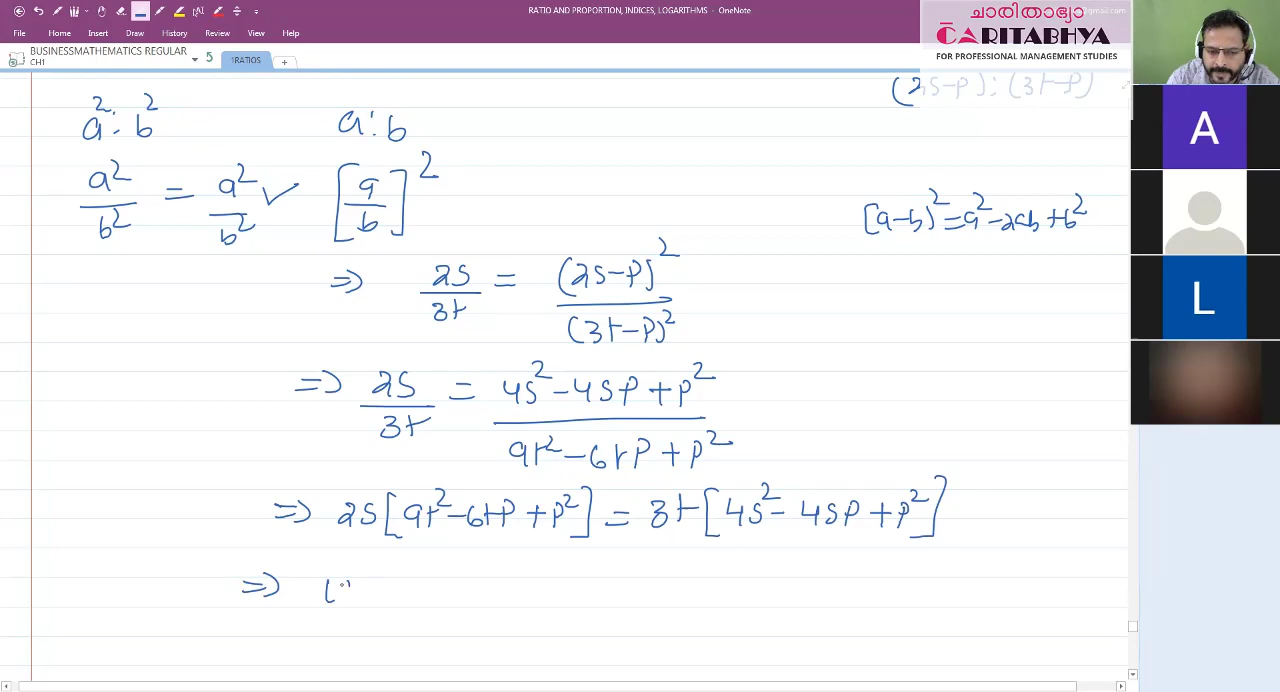 RATIO AND PROPORTION, INDICES, LOGARITHMS - OneNote
File Home Insert Draw History Review View Help
BUSINESSMATHEMATICS REGULAR
CH1
5
1RATIOS
ചാരിതാഭ്യാ
CARITABHYA
FOR PROFESSIONAL MANAGEMENT STUDIES
(2s-p) : (3t-p)
a² : b² a : b
a²/b² = a²/b² ✓ [a/b]²
[a-b]² = a² - 2ab + b²
⇒ 2s/3t = (2s-p)²/(3t-p)²
⇒ 2s/3t = 4s² - 4sp + p² / 9t² - 6tp + p²
⇒ 2s[9t² - 6tp + p²] = 3t[4s² - 4sp + p²]
⇒
A
L